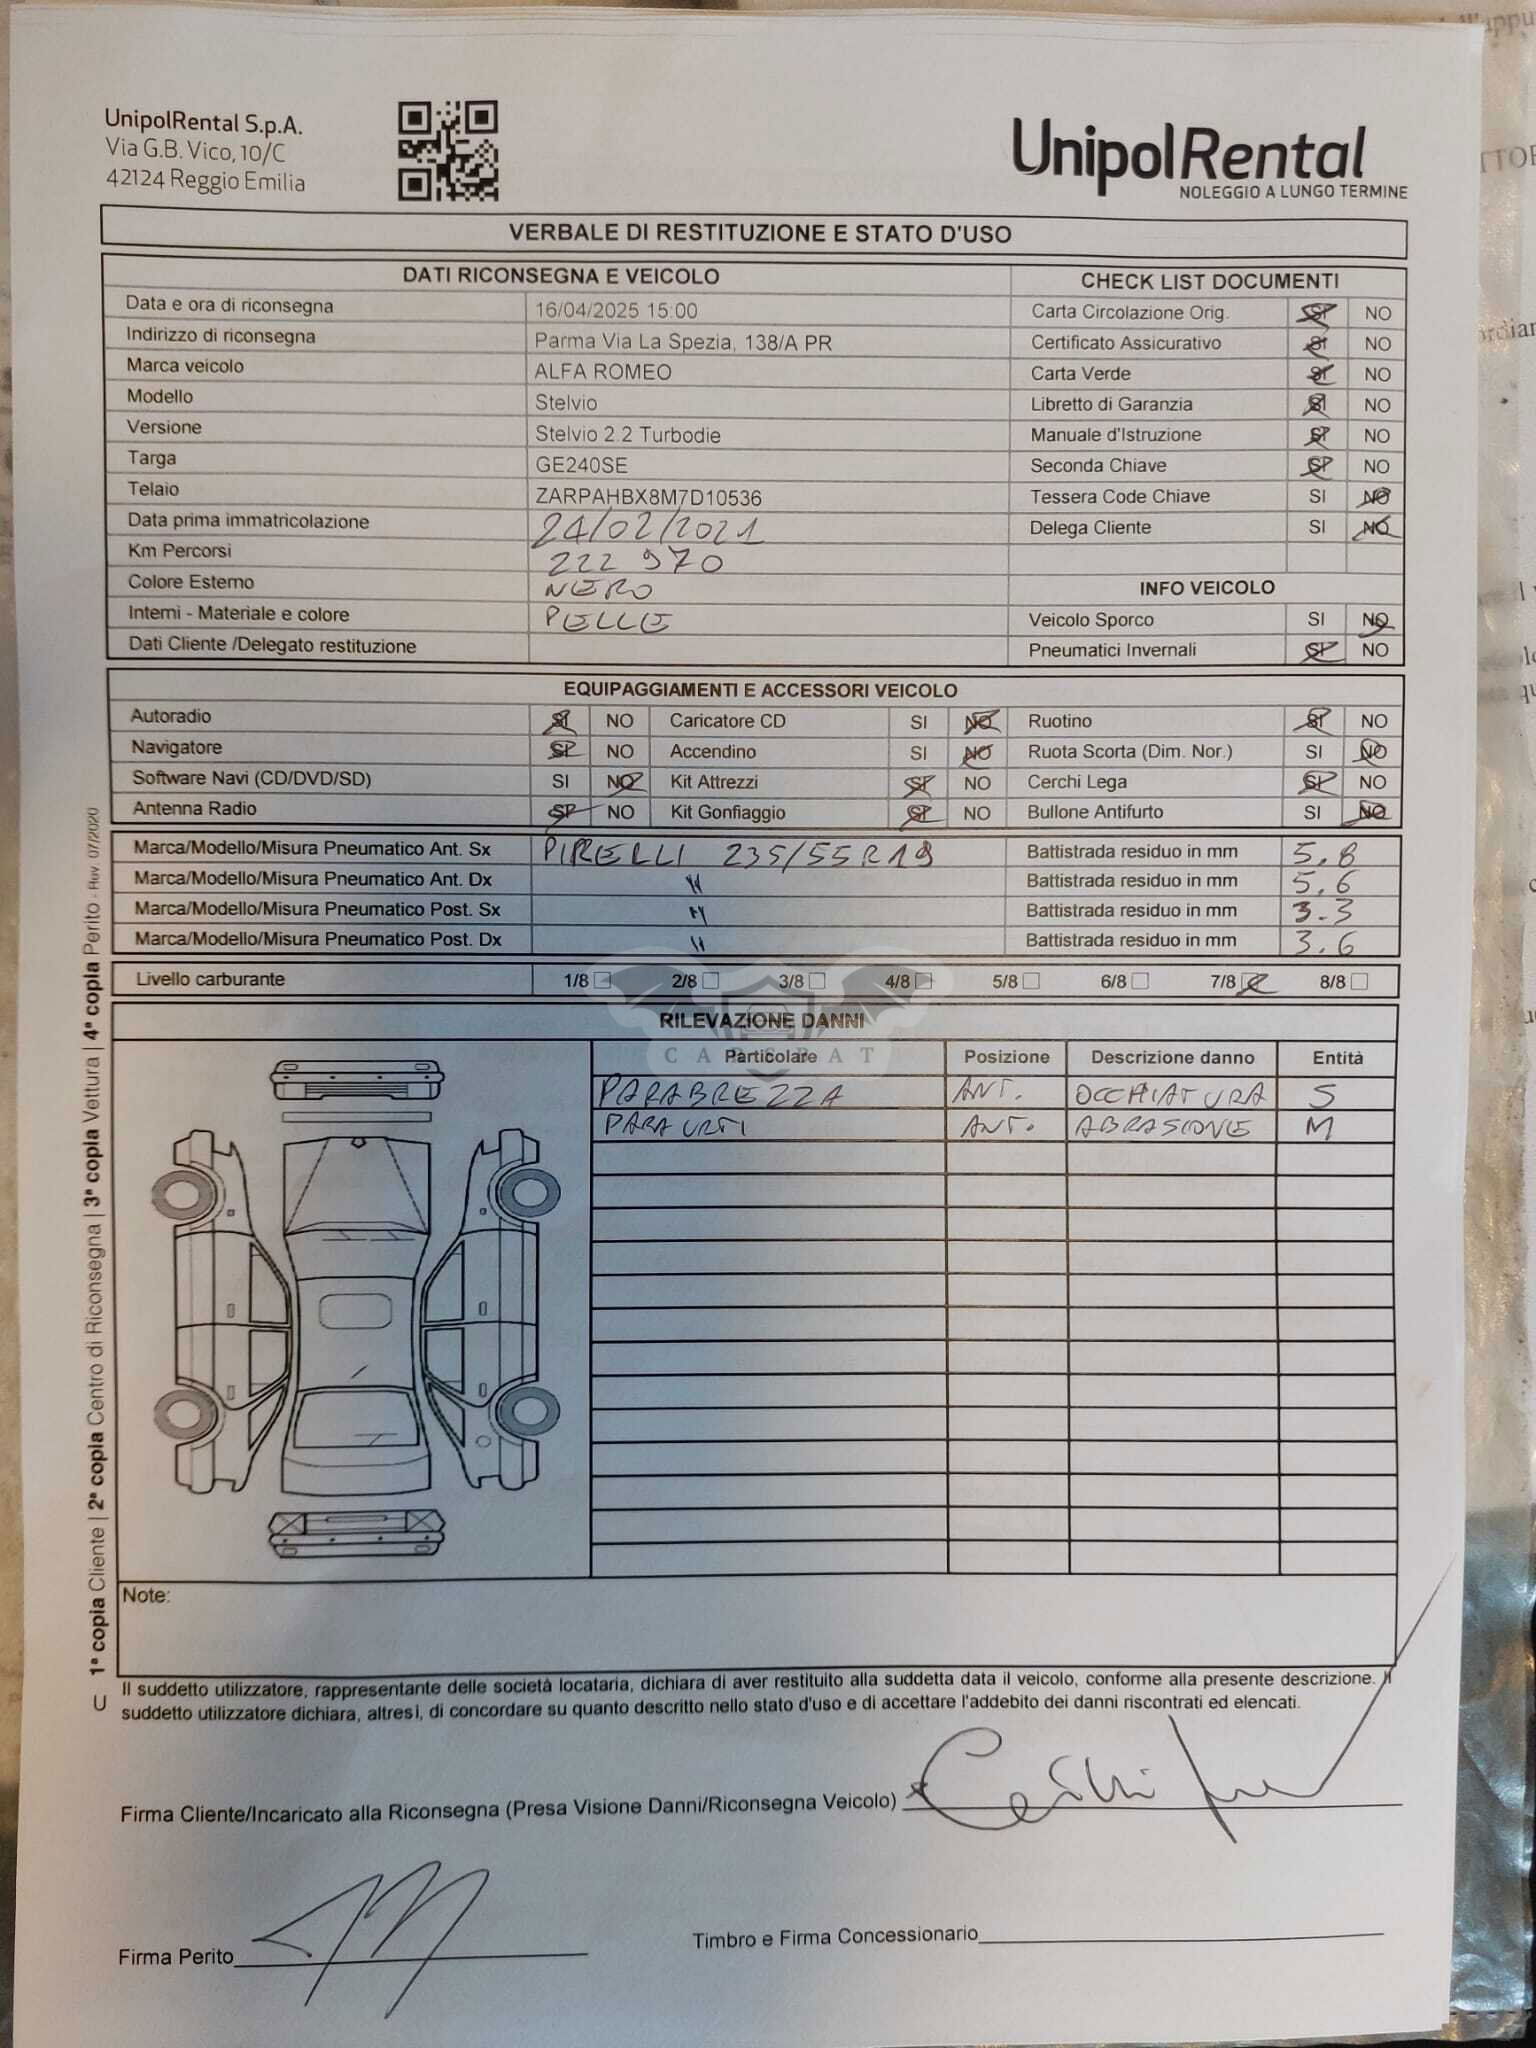 UnipolRental S.p.A.
Via G.B. Vico, 10/C
42124 Reggio Emilia
UnipolRental
NOLEGGIO A LUNGO TERMINE
VERBALE DI RESTITUZIONE E STATO D'USO
DATI RICONSEGNA E VEICOLO
Data e ora di riconsegna 16/04/2025 15:00
Indirizzo di riconsegna Parma Via La Spezia, 138/A PR
Marca veicolo ALFA ROMEO
Modello Stelvio
Versione Stelvio 2.2 Turbodie
Targa GE240SE
Telaio ZARPAHBX8M7D10536
Data prima immatricolazione 24/02/2021
Km Percorsi 222 970
Colore Esterno NERO
Interni - Materiale e colore PELLE
Dati Cliente /Delegato restituzione
CHECK LIST DOCUMENTI
Carta Circolazione Orig. SI NO
Certificato Assicurativo SI NO
Carta Verde SI NO
Libretto di Garanzia SI NO
Manuale d'Istruzione SI NO
Seconda Chiave SI NO
Tessera Code Chiave SI NO
Delega Cliente SI NO
INFO VEICOLO
Veicolo Sporco SI NO
Pneumatici Invernali SI NO
EQUIPAGGIAMENTI E ACCESSORI VEICOLO
Autoradio SI NO Caricatore CD SI NO Ruotino SI NO
Navigatore SI NO Accendino SI NO Ruota Scorta (Dim. Nor.) SI NO
Software Navi (CD/DVD/SD) SI NO Kit Attrezzi SI NO Cerchi Lega SI NO
Antenna Radio SI NO Kit Gonfiaggio SI NO Bullone Antifurto SI NO
Marca/Modello/Misura Pneumatico Ant. Sx PIRELLI 235/55R19 Battistrada residuo in mm 5.8
Marca/Modello/Misura Pneumatico Ant. Dx " Battistrada residuo in mm 5.6
Marca/Modello/Misura Pneumatico Post. Sx " Battistrada residuo in mm 3.3
Marca/Modello/Misura Pneumatico Post. Dx " Battistrada residuo in mm 3.6
Livello carburante 1/8 2/8 3/8 4/8 5/8 6/8 7/8 8/8
RILEVAZIONE DANNI
CARSBAT
Particolare Posizione Descrizione danno Entità
PARABREZZA ANT. OCCHIATURA S
PARAURTI ANT. ABRASIONE M
Note:
1ª copia Cliente | 2ª copia Centro di Riconsegna | 3ª copia Vettura | 4ª copia Perito - Rev. 07/2020
U
Il suddetto utilizzatore, rappresentante delle società locataria, dichiara di aver restituito alla suddetta data il veicolo, conforme alla presente descrizione. Il
suddetto utilizzatore dichiara, altresì, di concordare su quanto descritto nello stato d'uso e di accettare l'addebito dei danni riscontrati ed elencati.
Firma Cliente/Incaricato alla Riconsegna (Presa Visione Danni/Riconsegna Veicolo)
Firma Perito
Timbro e Firma Concessionario